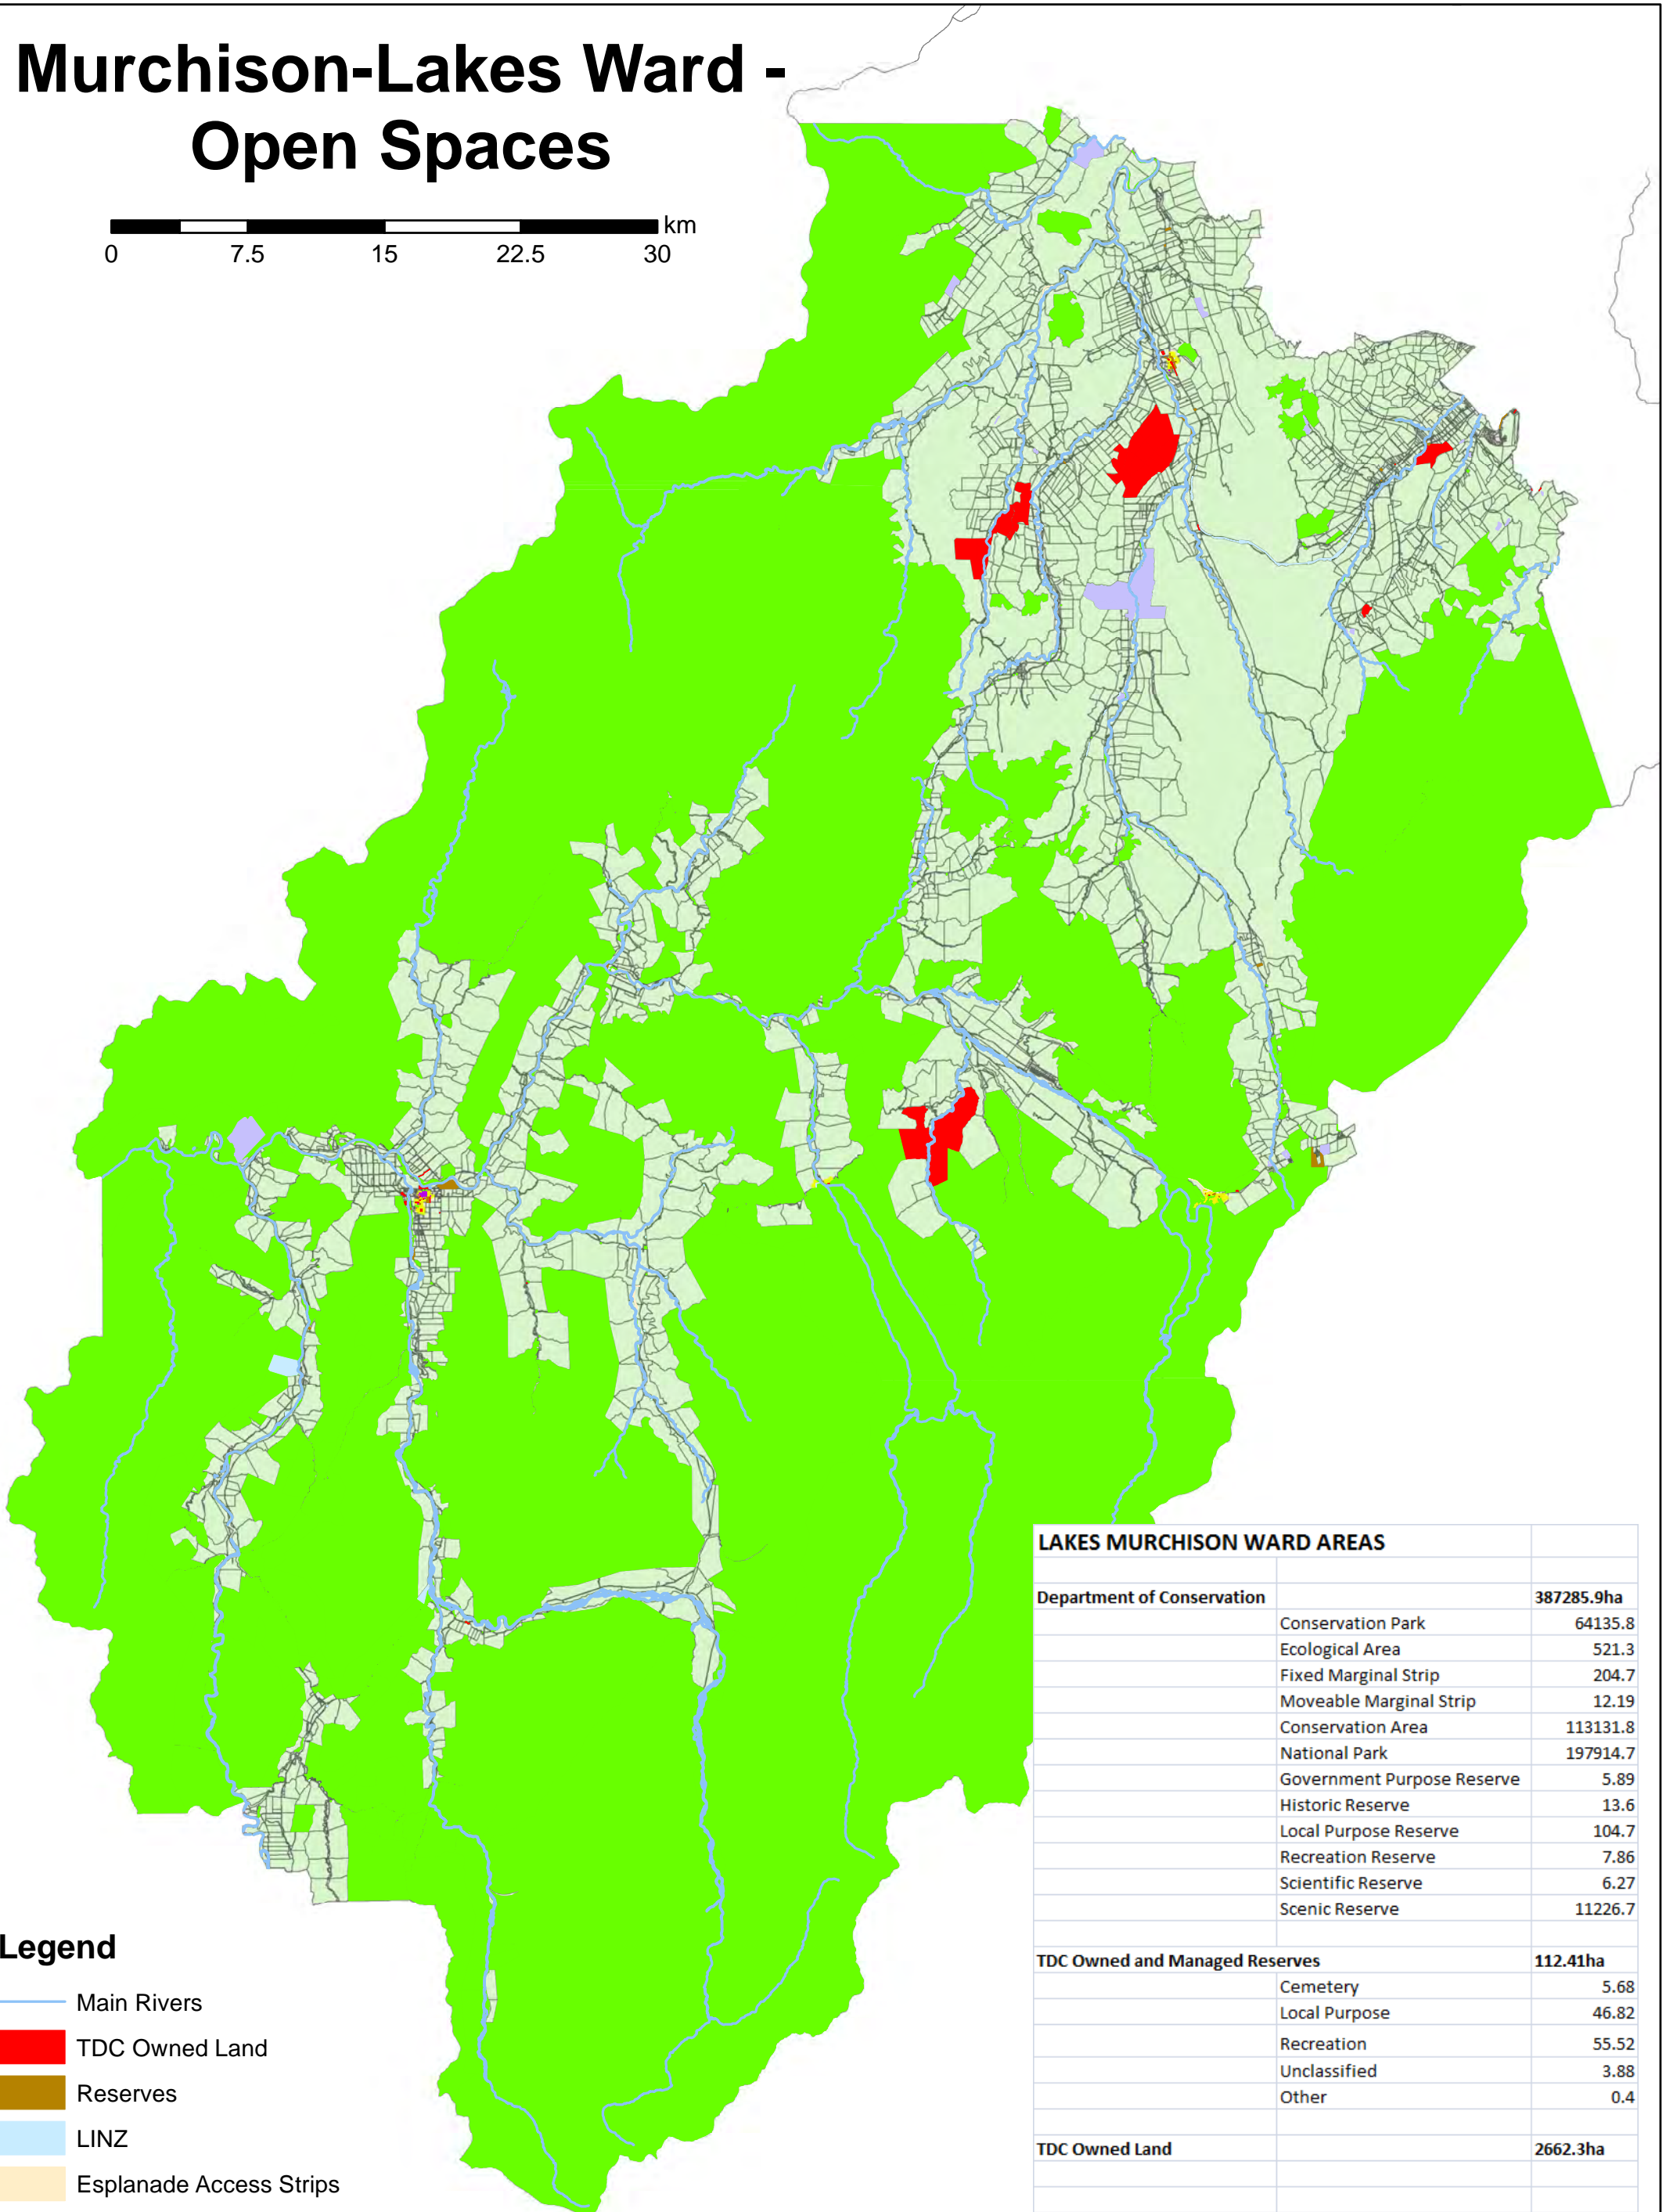 Murchison-Lakes Ward -
Open Spaces
km
0 7.5 15 22.5 30
LAKES MURCHISON WARD AREAS
Department of Conservation 387285.9ha
Conservation Park 64135.8
Ecological Area 521.3
Fixed Marginal Strip 204.7
Moveable Marginal Strip 12.19
Conservation Area 113131.8
National Park 197914.7
Government Purpose Reserve 5.89
Historic Reserve 13.6
Local Purpose Reserve 104.7
Recreation Reserve 7.86
Scientific Reserve 6.27
Scenic Reserve 11226.7
TDC Owned and Managed Reserves 112.41ha
Cemetery 5.68
Local Purpose 46.82
Recreation 55.52
Unclassified 3.88
Other 0.4
TDC Owned Land 2662.3ha
Legend
Main Rivers
TDC Owned Land
Reserves
LINZ
Esplanade Access Strips